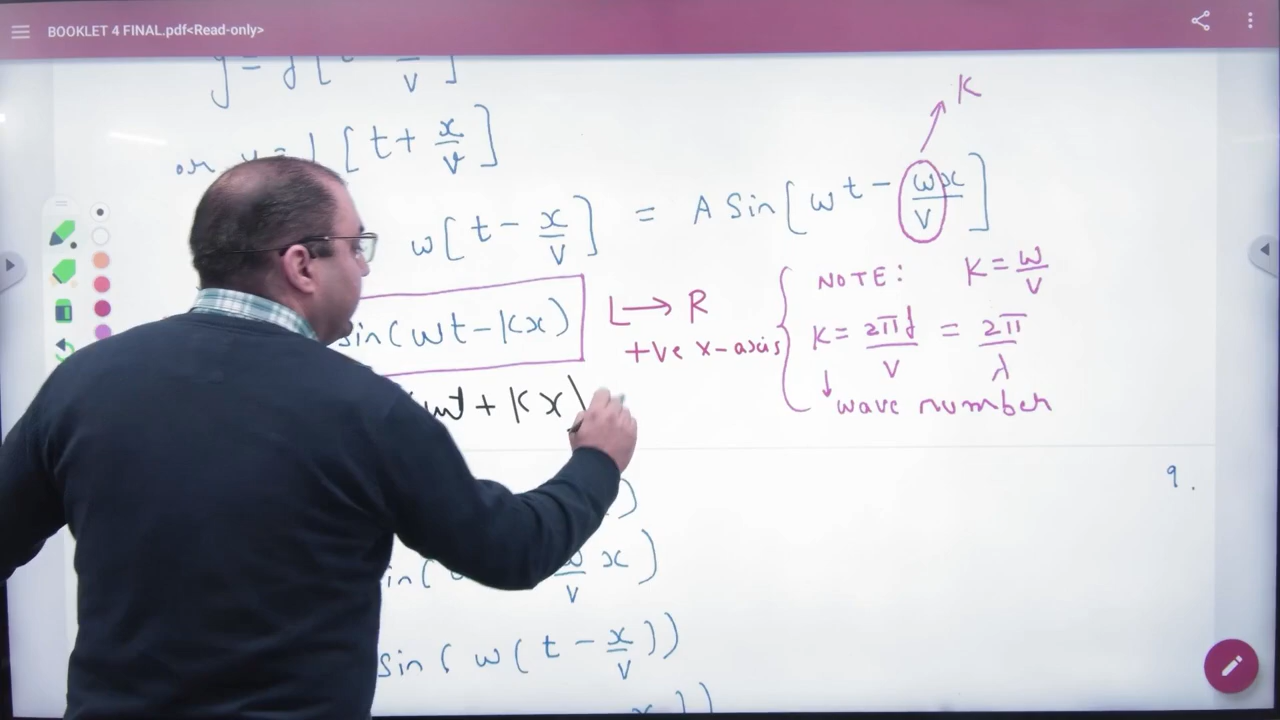 BOOKLET 4 FINAL.pdf<Read-only>
K
or y = [t + x/v]
w[t - x/v] = A Sin[ωt - ωx/v]
sin(ωt - Kx) L → R
+ve x-axis
NOTE: K = ω/v
K = 2πf/v = 2π/λ
↓ wave number
ωt + Kx)
9.
in( ω/v x)
sin(w(t - x/v))